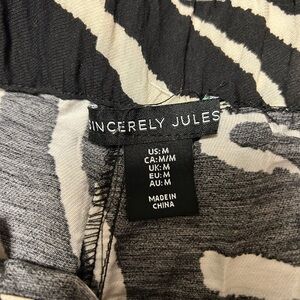 SINCERELY JULES
US: M
CA: M/M
UK: M
EU: M
AU: M
MADE IN
CHINA